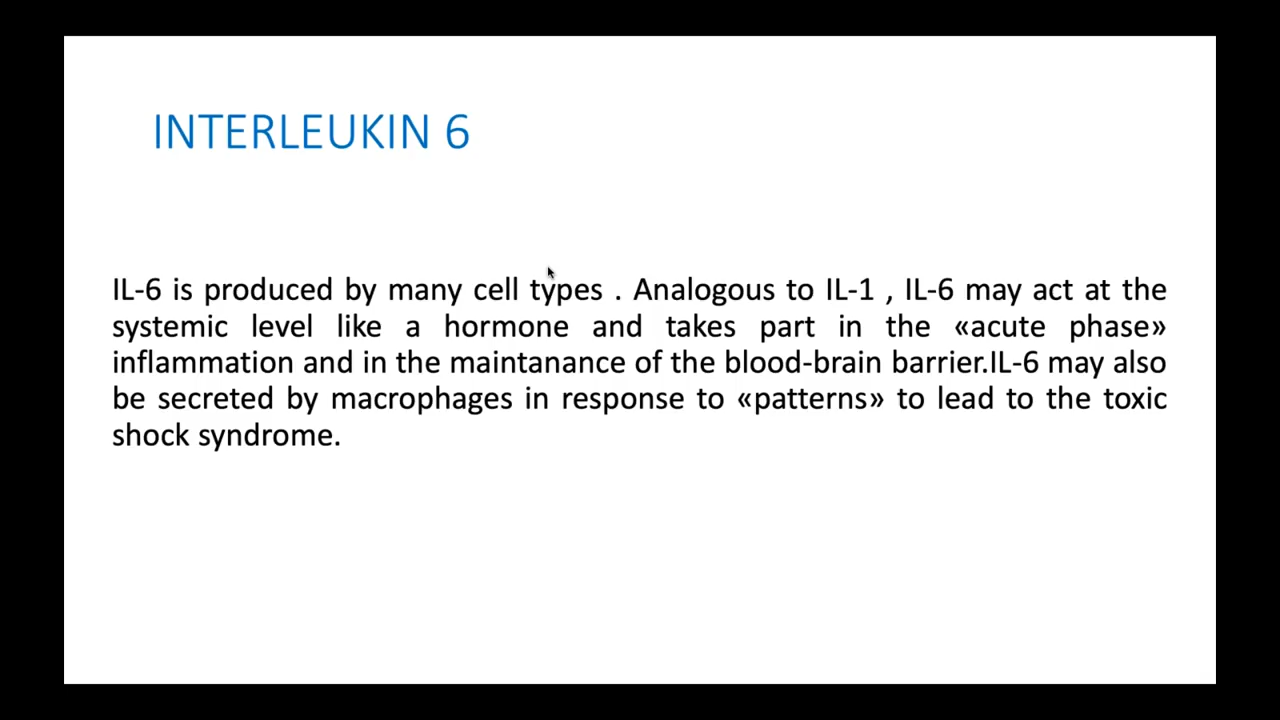 INTERLEUKIN 6
IL-6 is produced by many cell types . Analogous to IL-1 , IL-6 may act at the
systemic level like a hormone and takes part in the «acute phase»
inflammation and in the maintanance of the blood-brain barrier.IL-6 may also
be secreted by macrophages in response to «patterns» to lead to the toxic
shock syndrome.